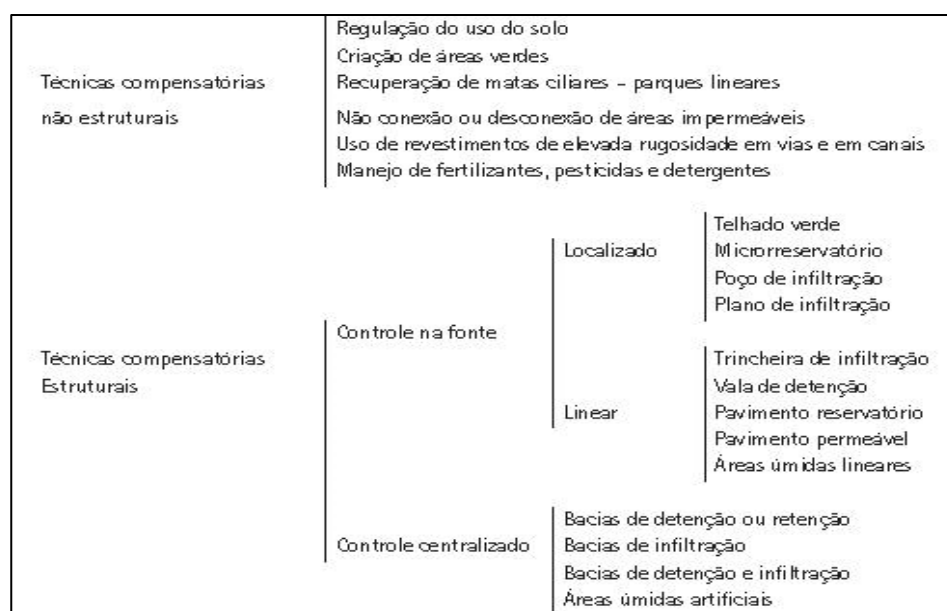 Regulação do uso do solo
Criação de áreas verdes
Técnicas compensatórias
não estruturais
Recuperação de matas ciliares – parques lineares
Não conexão ou desconexão de áreas impermeáveis
Uso de revestimentos de elevada rugosidade em vias e em canais
Manejo de fertilizantes, pesticidas e detergentes
Técnicas compensatórias
Estruturais
Controle na fonte
Localizado
Telhado verde
Microrreservatório
Poço de infiltração
Plano de infiltração
Linear
Trincheira de infiltração
Vala de detenção
Pavimento reservatório
Pavimento permeável
Áreas úmidas lineares
Controle centralizado
Bacias de detenção ou retenção
Bacias de infiltração
Bacias de detenção e infiltração
Áreas úmidas artificiais